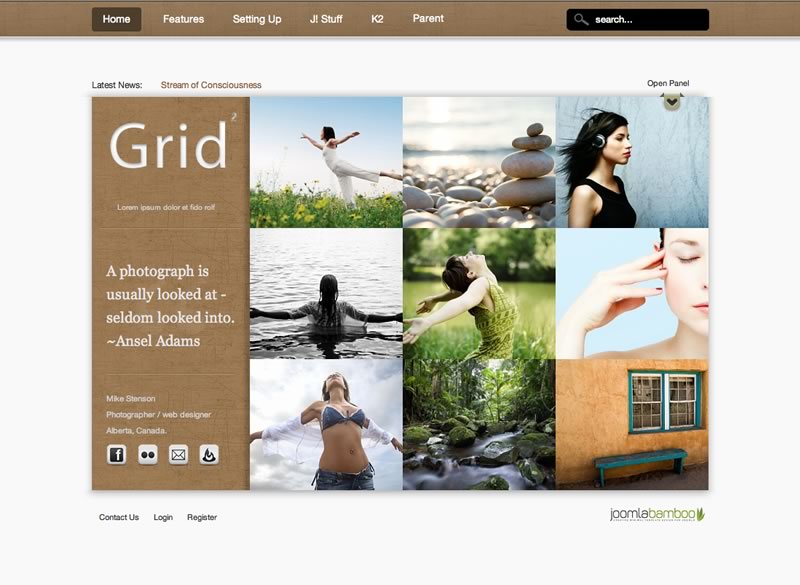 Home Features Setting Up J! Stuff K2 Parent search...
Latest News: Stream of Consciousness Open Panel
Grid2
Lorem ipsum dolor et fido rolf
A photograph is
usually looked at -
seldom looked into.
~Ansel Adams
Mike Stenson
Photographer / web designer
Alberta, Canada.
f
Contact Us Login Register
joomlabamboo